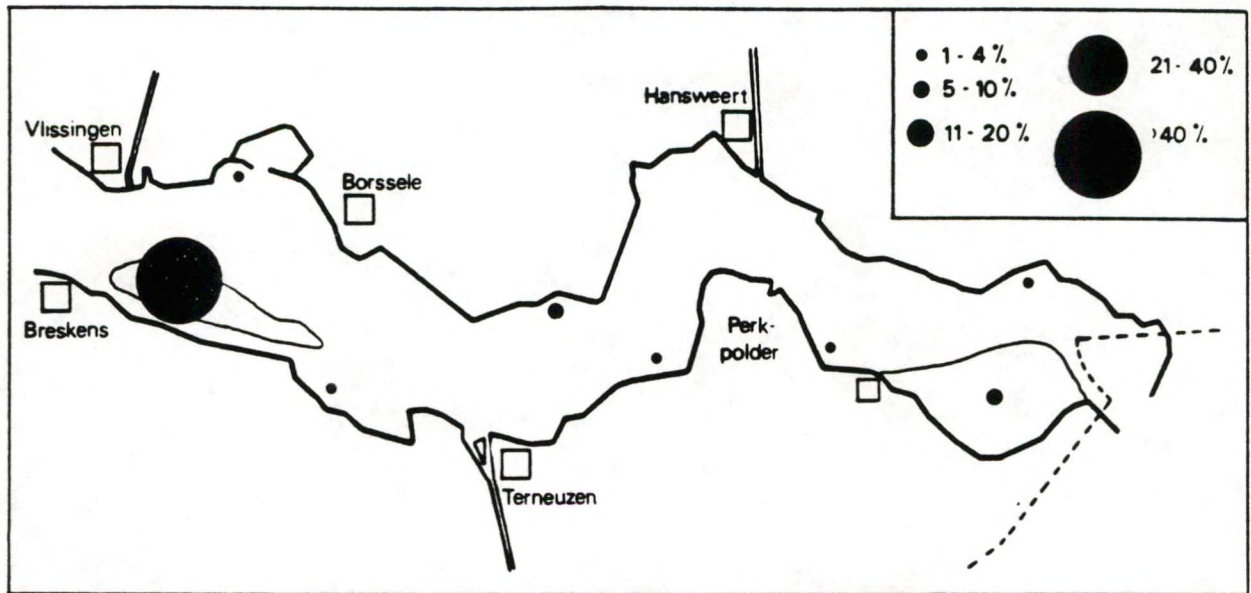 Vlissingen
Breskens
Borssele
Terneuzen
Hansweert
Perk-
polder
1 - 4 %
5 - 10 %
11 - 20 %
21 - 40 %
>40 %